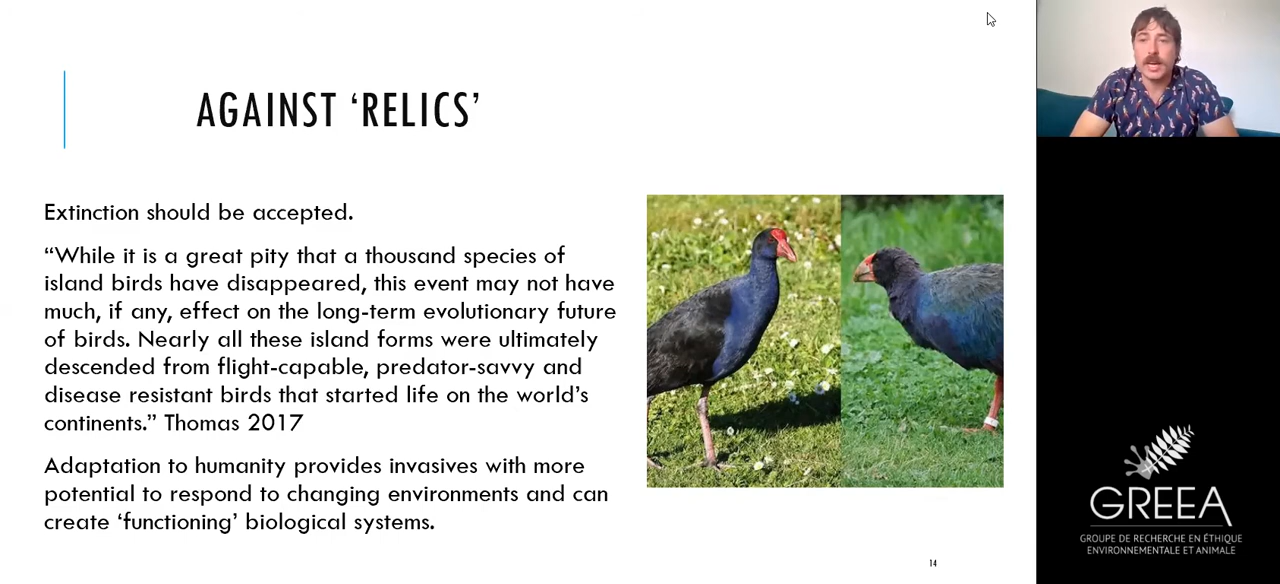 AGAINST ‘RELICS’
Extinction should be accepted.
“While it is a great pity that a thousand species of
island birds have disappeared, this event may not have
much, if any, effect on the long-term evolutionary future
of birds. Nearly all these island forms were ultimately
descended from flight-capable, predator-savvy and
disease resistant birds that started life on the world’s
continents.” Thomas 2017
Adaptation to humanity provides invasives with more
potential to respond to changing environments and can
create ‘functioning’ biological systems.
14
GREEA
GROUPE DE RECHERCHE EN ÉTHIQUE
ENVIRONNEMENTALE ET ANIMALE